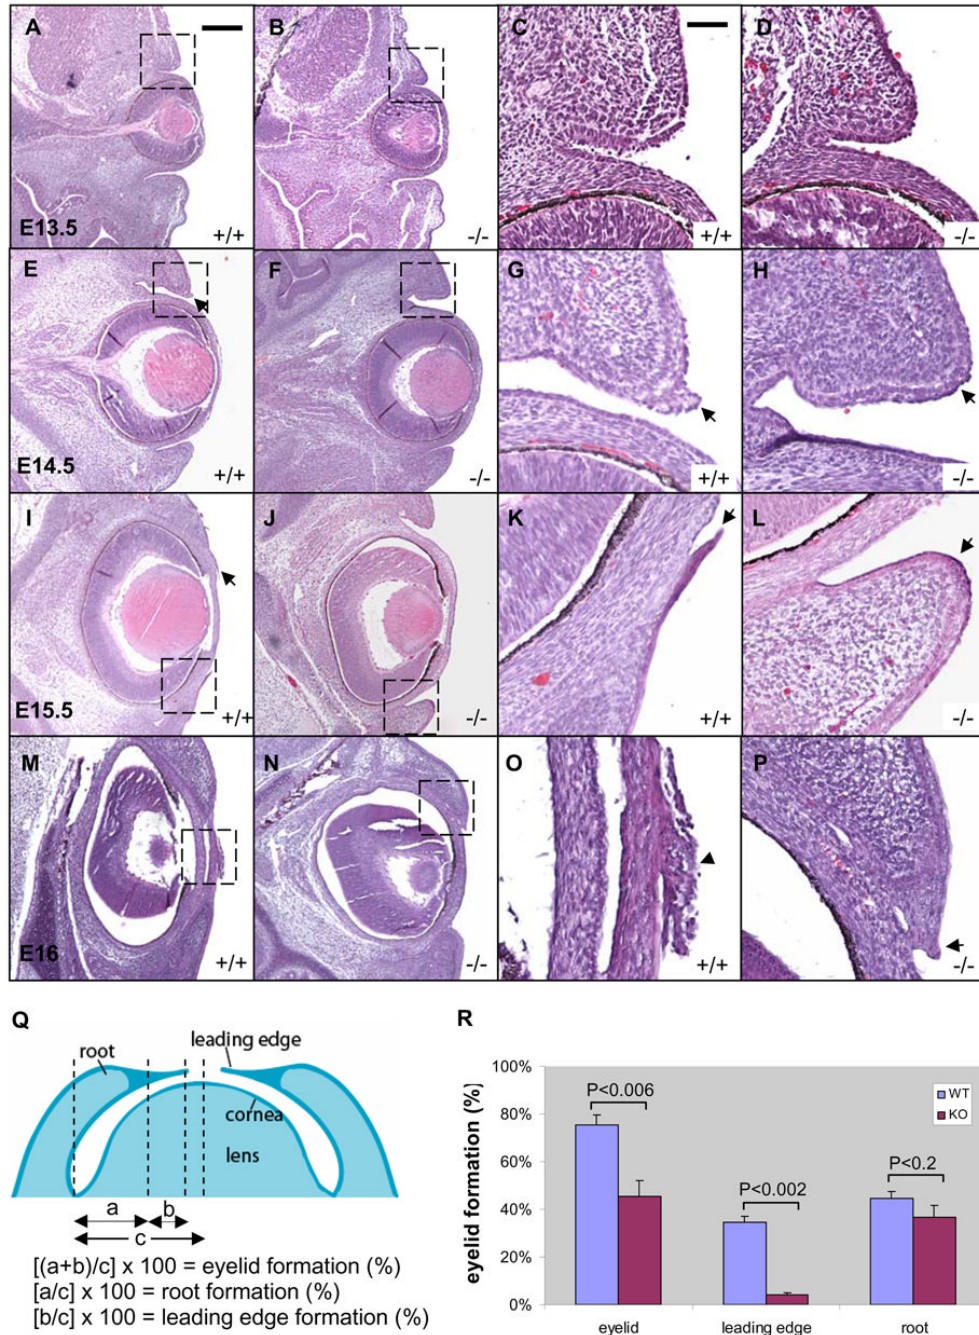 A
B
C
D
E13.5
+/+
-/-
+/+
-/-
E
F
G
H
E14.5
+/+
-/-
+/+
-/-
I
J
K
L
E15.5
+/+
-/-
+/+
-/-
M
N
O
P
E16
+/+
-/-
+/+
-/-
Q
root
leading edge
cornea
lens
a
b
c
[(a+b)/c] x 100 = eyelid formation (%)
[a/c] x 100 = root formation (%)
[b/c] x 100 = leading edge formation (%)
R
eyelid formation (%)
100%
80%
60%
40%
20%
0%
P<0.006
P<0.002
P<0.2
WT
KO
eyelid
leading edge
root